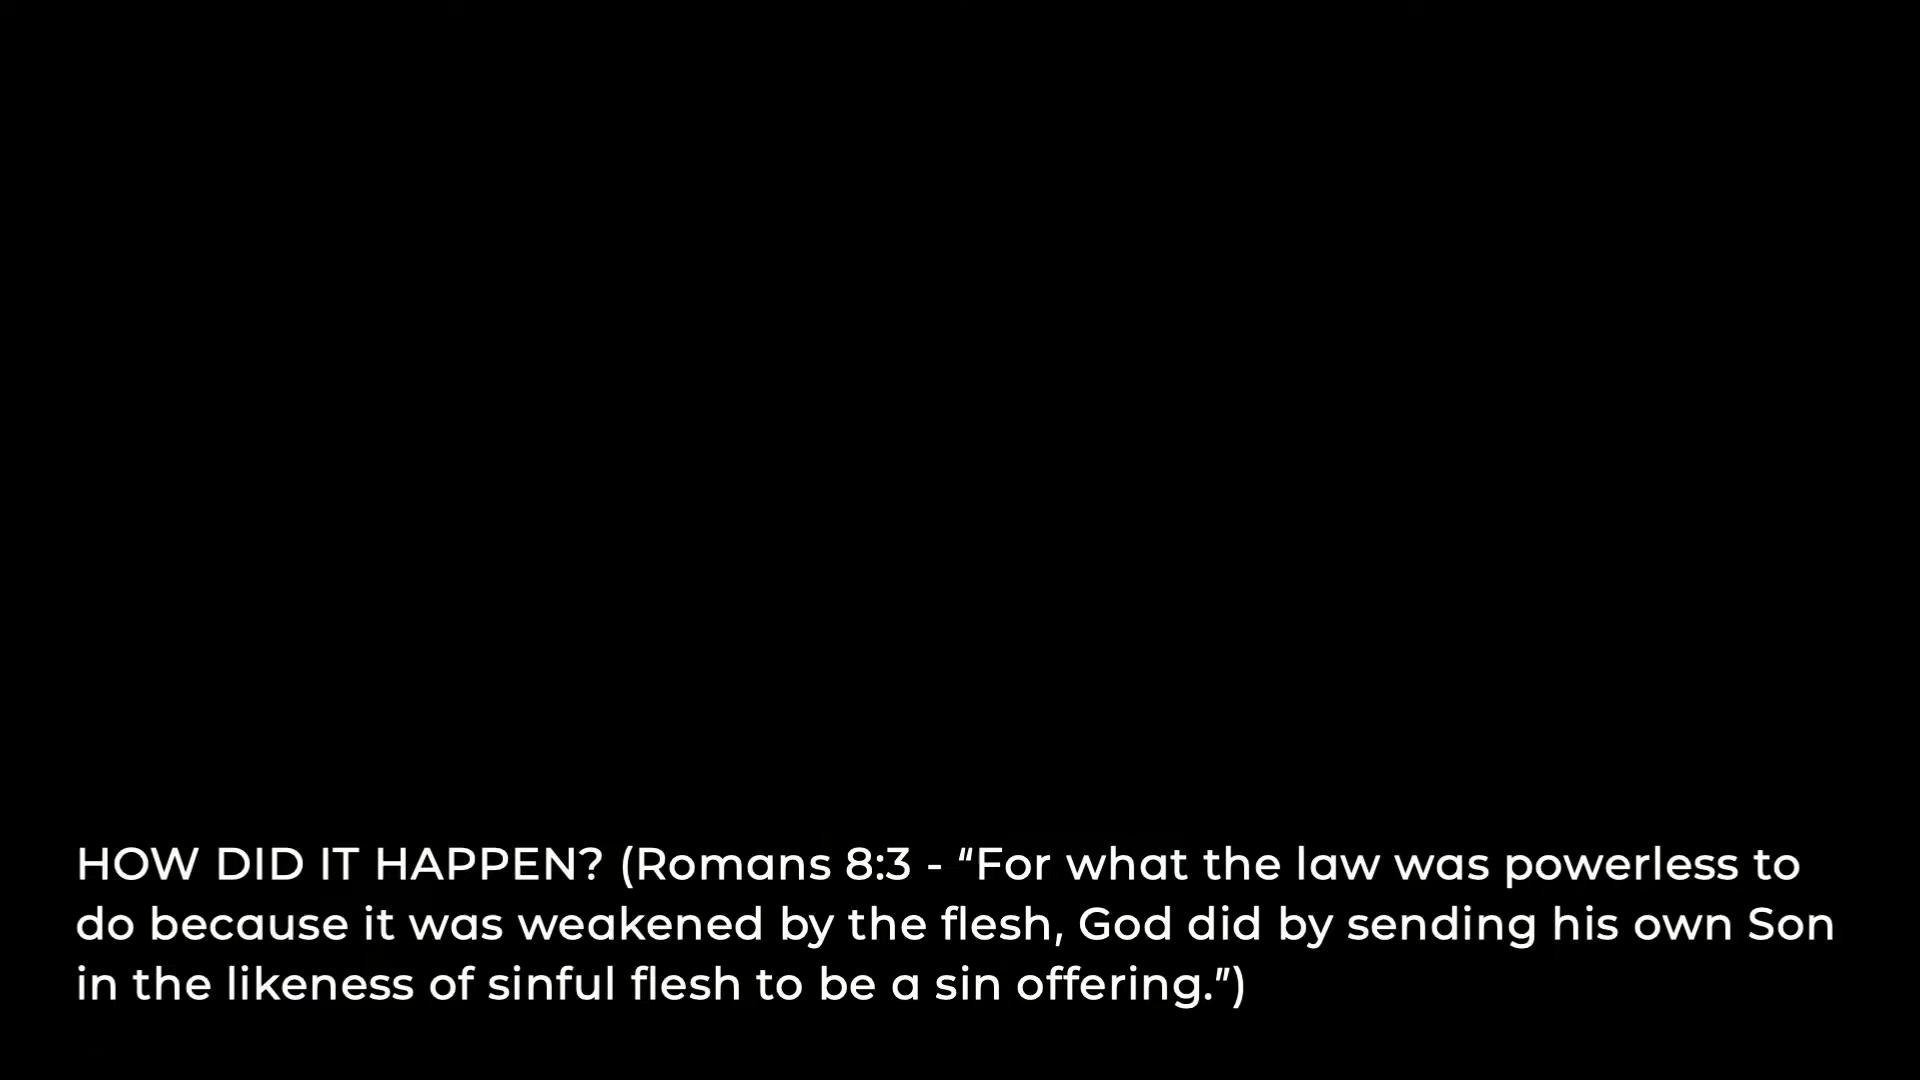 HOW DID IT HAPPEN? (Romans 8:3 - “For what the law was powerless to
do because it was weakened by the flesh, God did by sending his own Son
in the likeness of sinful flesh to be a sin offering.”)